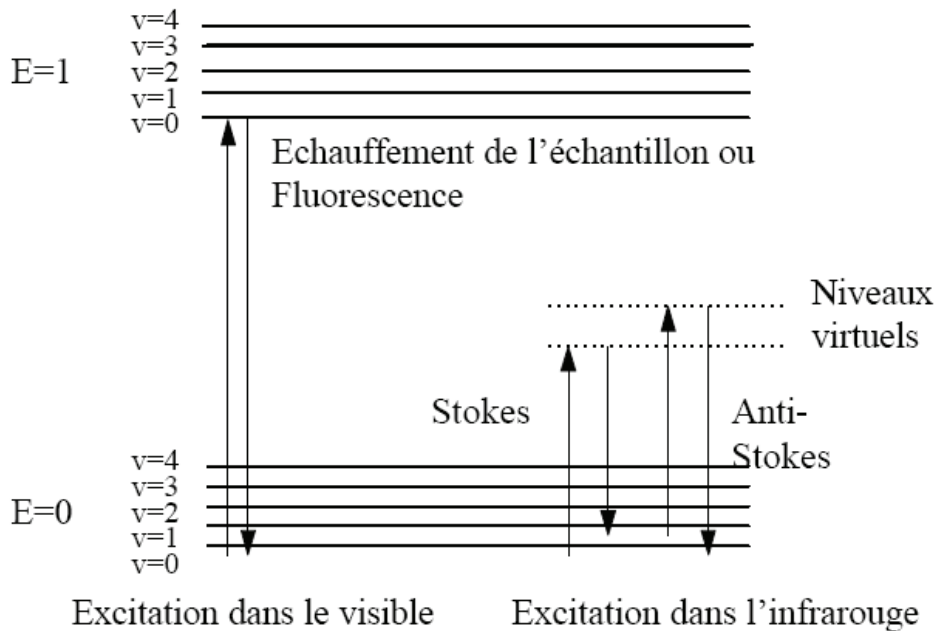 v=4
v=3
v=2
v=1
v=0
E=1
Echauffement de l'échantillon ou
Fluorescence
Niveaux
virtuels
Stokes
Anti-
Stokes
v=4
v=3
v=2
v=1
v=0
E=0
Excitation dans le visible
Excitation dans l'infrarouge